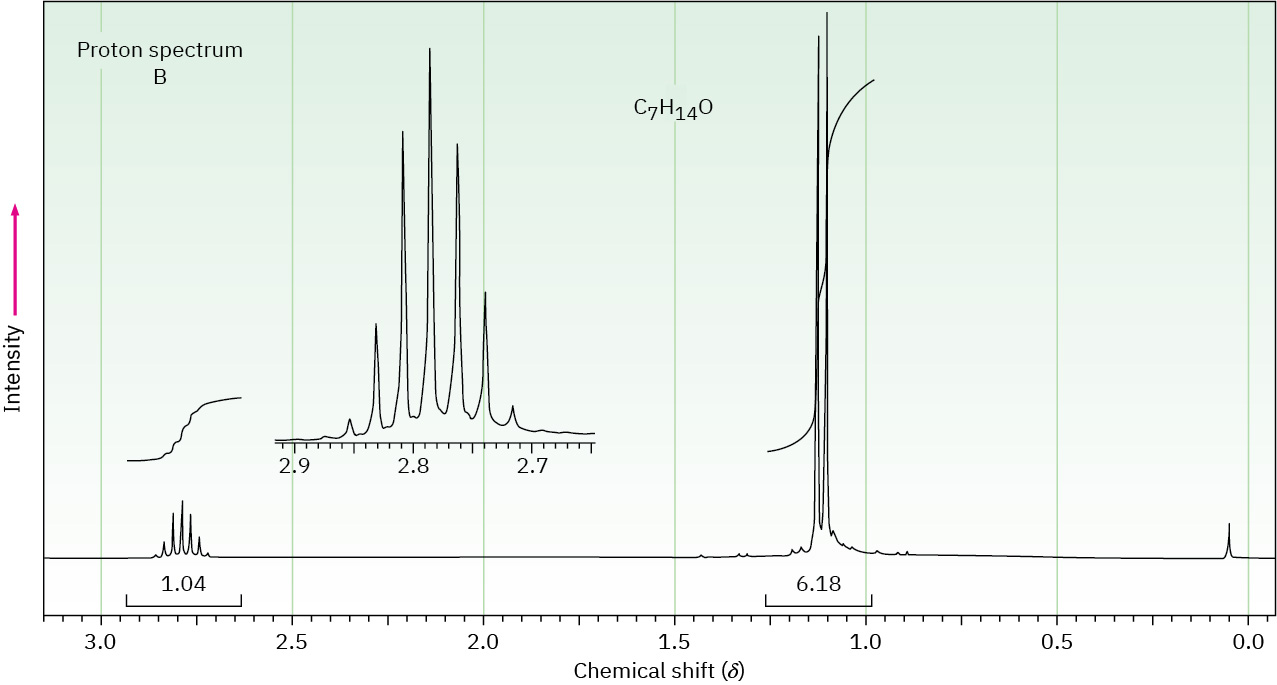 Proton spectrum
B
C₇H₁₄O
Intensity
2.9 2.8 2.7
1.04 6.18
3.0 2.5 2.0 1.5 1.0 0.5 0.0
Chemical shift (δ)